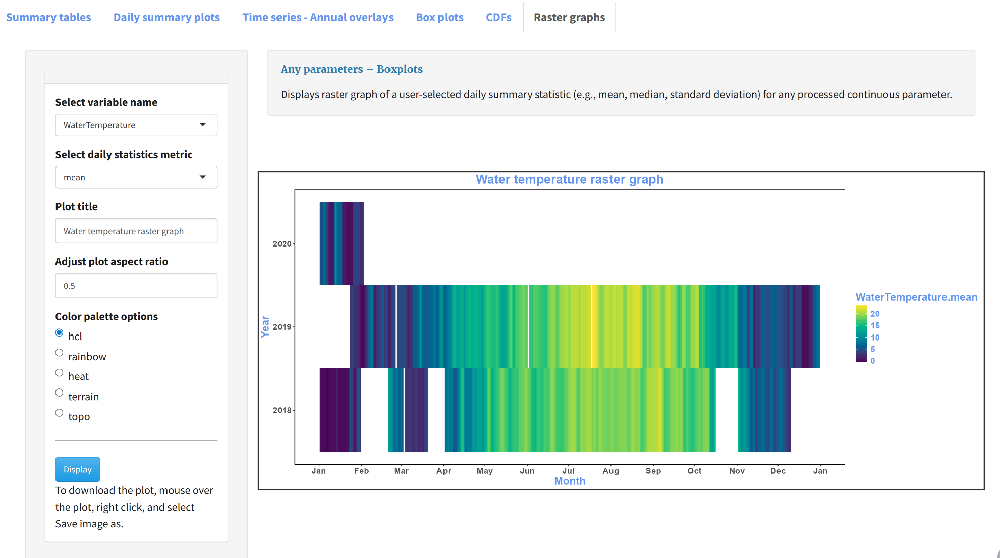 Summary tables
Daily summary plots
Time series - Annual overlays
Box plots
CDFs
Raster graphs
Select variable name
WaterTemperature
Select daily statistics metric
mean
Plot title
Water temperature raster graph
Adjust plot aspect ratio
0.5
Color palette options
hcl
rainbow
heat
terrain
topo
Display
To download the plot, mouse over
the plot, right click, and select
Save image as.
Any parameters – Boxplots
Displays raster graph of a user-selected daily summary statistic (e.g., mean, median, standard deviation) for any processed continuous parameter.
Water temperature raster graph
Year
2020
2019
2018
Jan Feb Mar Apr May Jun Jul Aug Sep Oct Nov Dec Jan
Month
WaterTemperature.mean
20
15
10
5
0